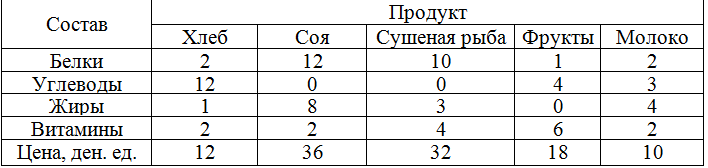 Состав Продукт
Хлеб Соя Сушеная рыба Фрукты Молоко
Белки 2 12 10 1 2
Углеводы 12 0 0 4 3
Жиры 1 8 3 0 4
Витамины 2 2 4 6 2
Цена, ден. ед. 12 36 32 18 10